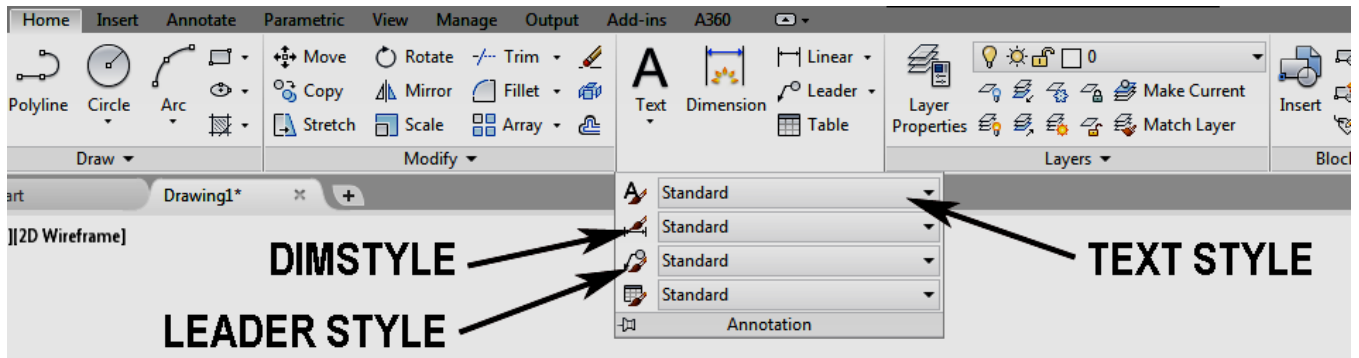 Home Insert Annotate Parametric View Manage Output Add-ins A360
Move Rotate Trim Linear 0
Copy Mirror Fillet Leader Make Current
Polyline Circle Arc Text Dimension Layer Properties Insert
Stretch Scale Array Table Match Layer
Draw Modify Layers Bloc
art Drawing1* Standard
][2D Wireframe] Standard
DIMSTYLE TEXT STYLE
Standard
Standard
LEADER STYLE Annotation